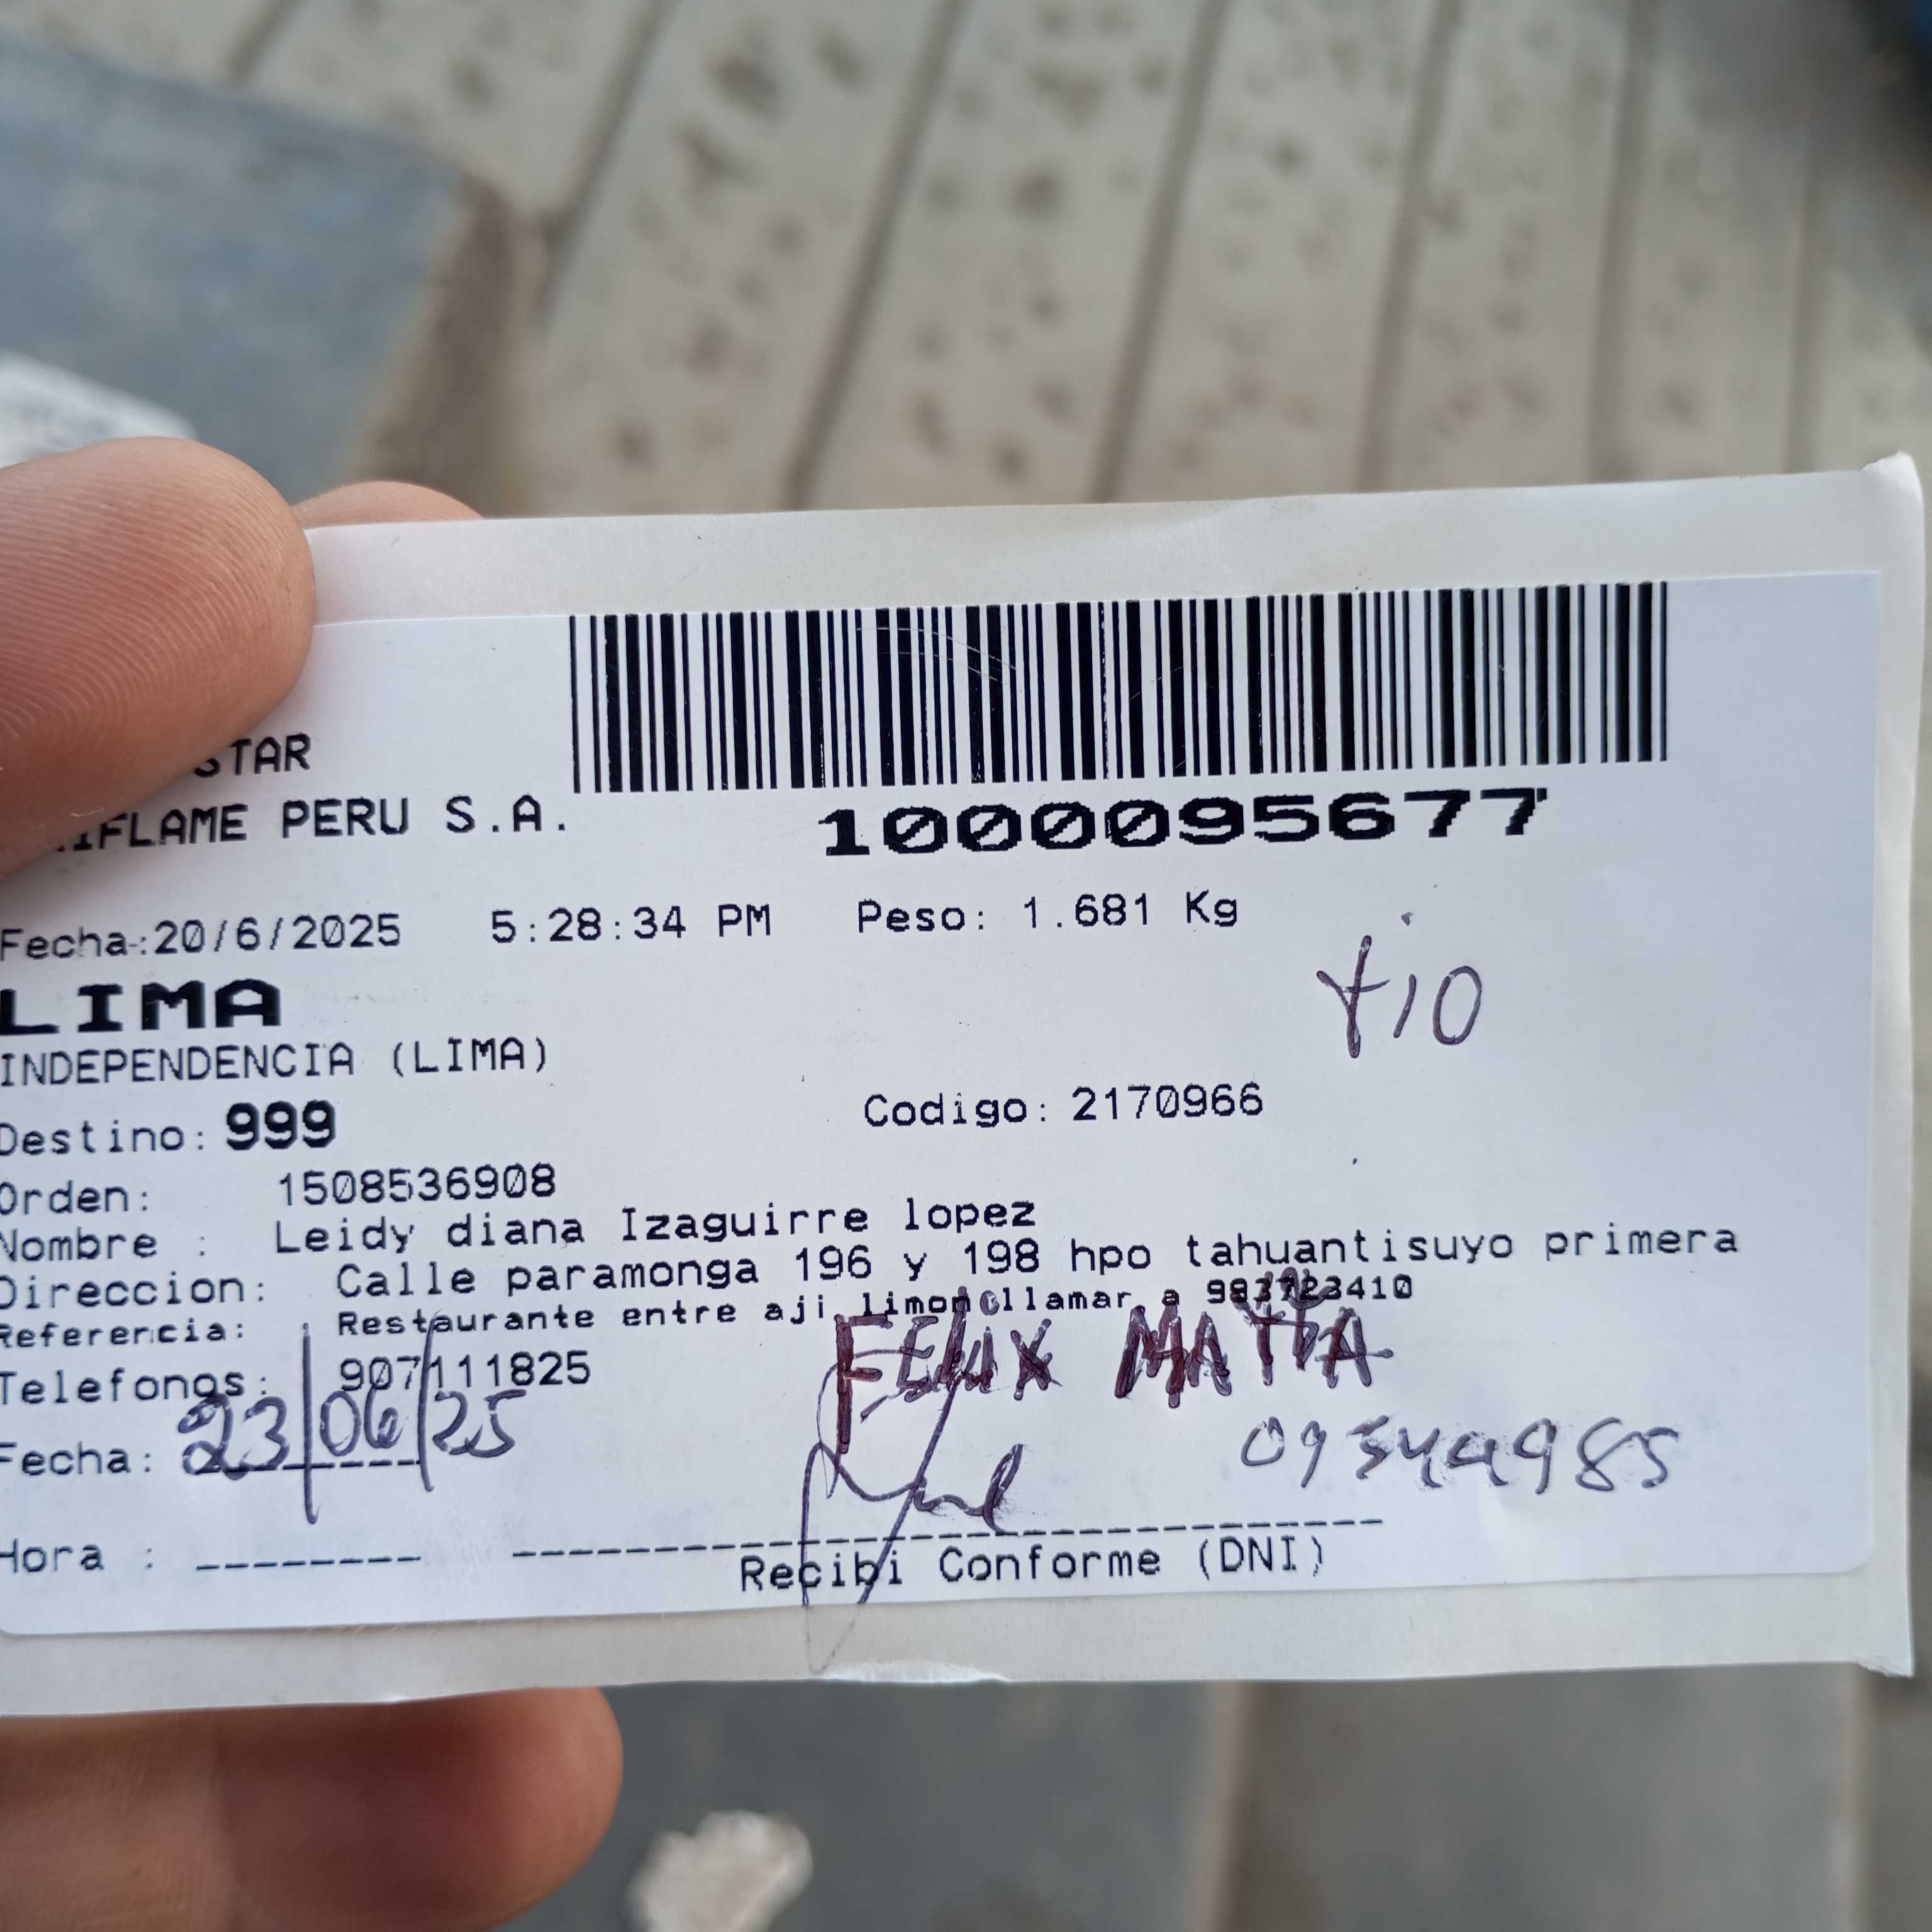 STAR
IFLAME PERU S.A.
1000095677
Fecha:20/6/2025 5:28:34 PM Peso: 1.681 Kg
tio
LIMA
INDEPENDENCIA (LIMA)
Destino: 999 Codigo: 2170966
Orden: 1508536908
Nombre : Leidy diana Izaguirre lopez
Direccion: Calle paramonga 196 y 198 hpo tahuantisuyo primera
Referencia: Restaurante entre aji limon llamar a
Telefonos: 907111825
FELIX MATTA
Fecha: 23/06/25
Hora :
Recibi Conforme (DNI)